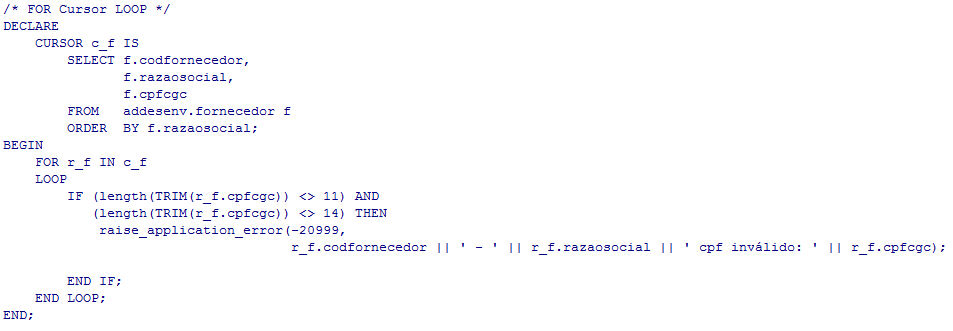 /* FOR Cursor LOOP */
DECLARE
    CURSOR c_f IS
        SELECT f.codfornecedor,
               f.razaosocial,
               f.cpfcgc
        FROM   addesenv.fornecedor f
        ORDER  BY f.razaosocial;
BEGIN
    FOR r_f IN c_f
    LOOP
        IF (length(TRIM(r_f.cpfcgc)) <> 11) AND
           (length(TRIM(r_f.cpfcgc)) <> 14) THEN
            raise_application_error(-20999,
                                    r_f.codfornecedor || ' - ' || r_f.razaosocial || ' cpf inválido: ' || r_f.cpfcgc);
        END IF;
    END LOOP;
END;